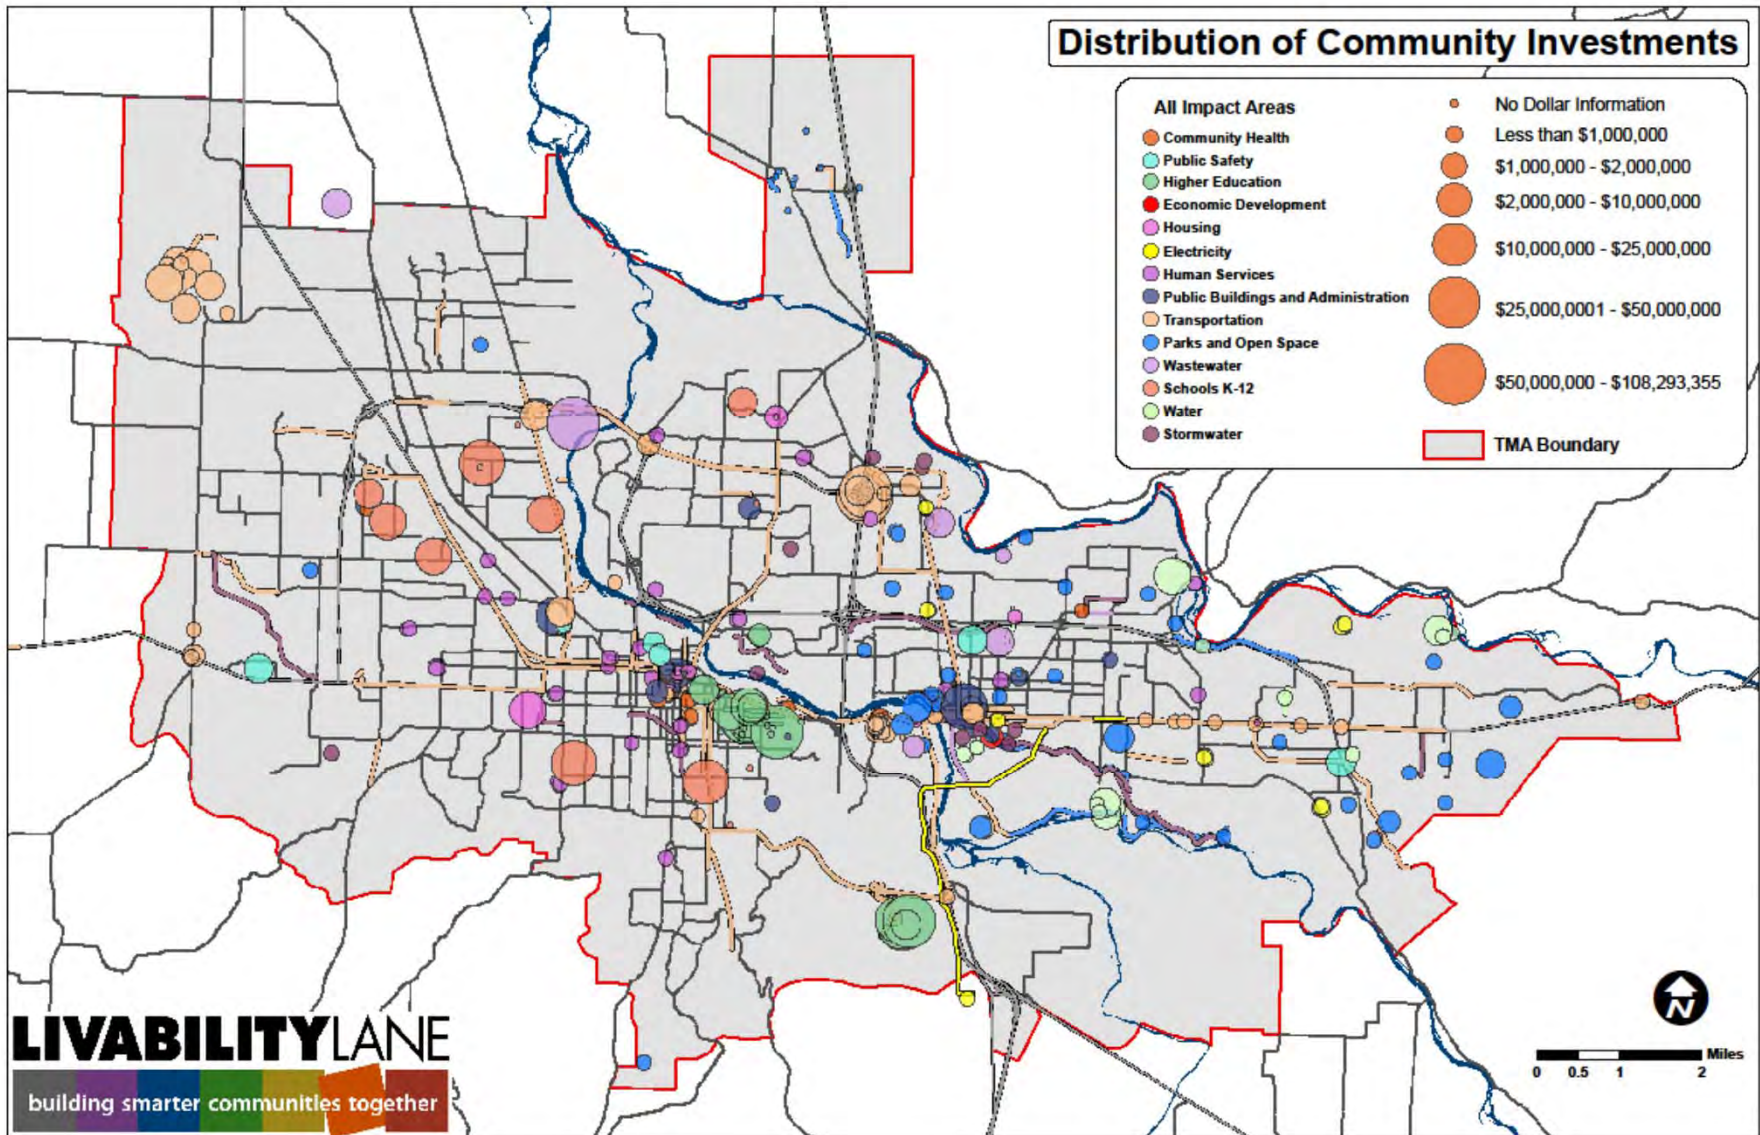 Distribution of Community Investments
All Impact Areas
Community Health
Public Safety
Higher Education
Economic Development
Housing
Electricity
Human Services
Public Buildings and Administration
Transportation
Parks and Open Space
Wastewater
Schools K-12
Water
Stormwater
No Dollar Information
Less than $1,000,000
$1,000,000 - $2,000,000
$2,000,000 - $10,000,000
$10,000,000 - $25,000,000
$25,000,0001 - $50,000,000
$50,000,000 - $108,293,355
TMA Boundary
N
Miles
0 0.5 1 2
LIVABILITYLANE
building smarter communities together